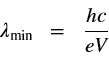 λ_min = hc / eV